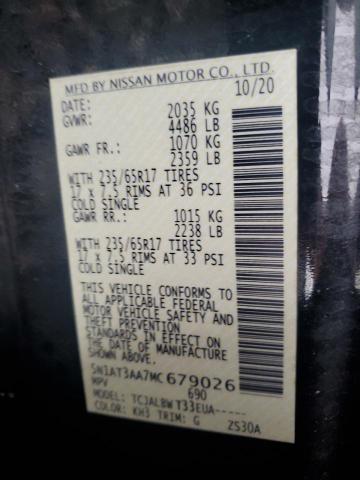 MFD BY NISSAN MOTOR CO., LTD.
DATE: 10/20
GVWR: 2035 KG
4486 LB
GAWR FR.: 1070 KG
2359 LB
WITH 235/65R17 TIRES
17 x 7.5 RIMS AT 36 PSI
COLD SINGLE
GAWR RR.: 1015 KG
2238 LB
WITH 235/65R17 TIRES
17 x 7.5 RIMS AT 33 PSI
COLD SINGLE
THIS VEHICLE CONFORMS TO
ALL APPLICABLE FEDERAL
MOTOR VEHICLE SAFETY AND
THEFT PREVENTION
STANDARDS IN EFFECT ON
THE DATE OF MANUFACTURE
SHOWN ABOVE.
5N1AT3AA7MC679026
MPV 690
TCJALBW T33EUA-----
COLOR: KH3 TRIM: G 2S30A